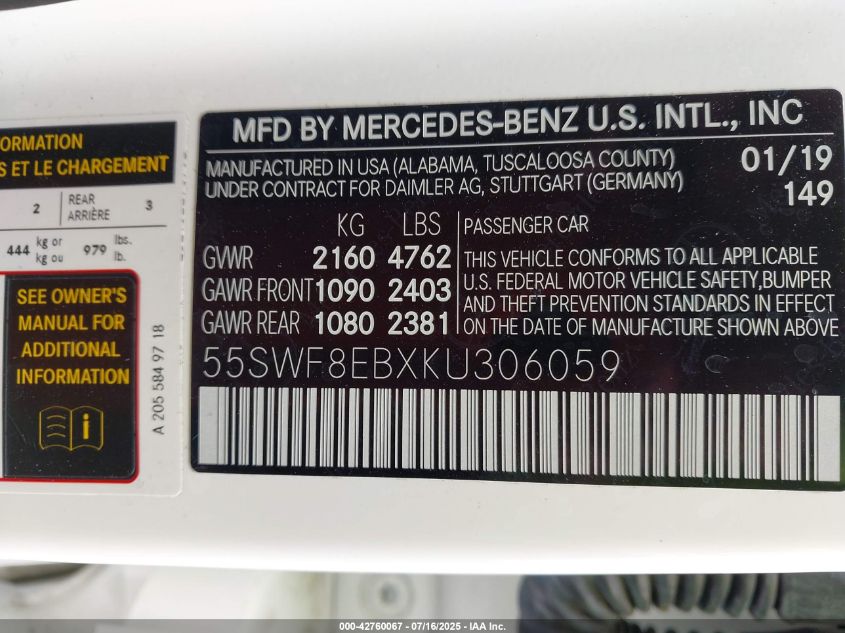 ORMATION
S ET LE CHARGEMENT
2 REAR ARRIÈRE 3
444 kg or kg ou 979 lbs. lb.
SEE OWNER'S
MANUAL FOR
ADDITIONAL
INFORMATION
A 205 584 97 18
MFD BY MERCEDES-BENZ U.S. INTL., INC
MANUFACTURED IN USA (ALABAMA, TUSCALOOSA COUNTY) 01/19
UNDER CONTRACT FOR DAIMLER AG, STUTTGART (GERMANY) 149
KG LBS
GVWR 2160 4762
GAWR FRONT 1090 2403
GAWR REAR 1080 2381
PASSENGER CAR
THIS VEHICLE CONFORMS TO ALL APPLICABLE
U.S. FEDERAL MOTOR VEHICLE SAFETY,BUMPER
AND THEFT PREVENTION STANDARDS IN EFFECT
ON THE DATE OF MANUFACTURE SHOWN ABOVE
55SWF8EBXKU306059
000-42760067 - 07/16/2025 - IAA Inc.